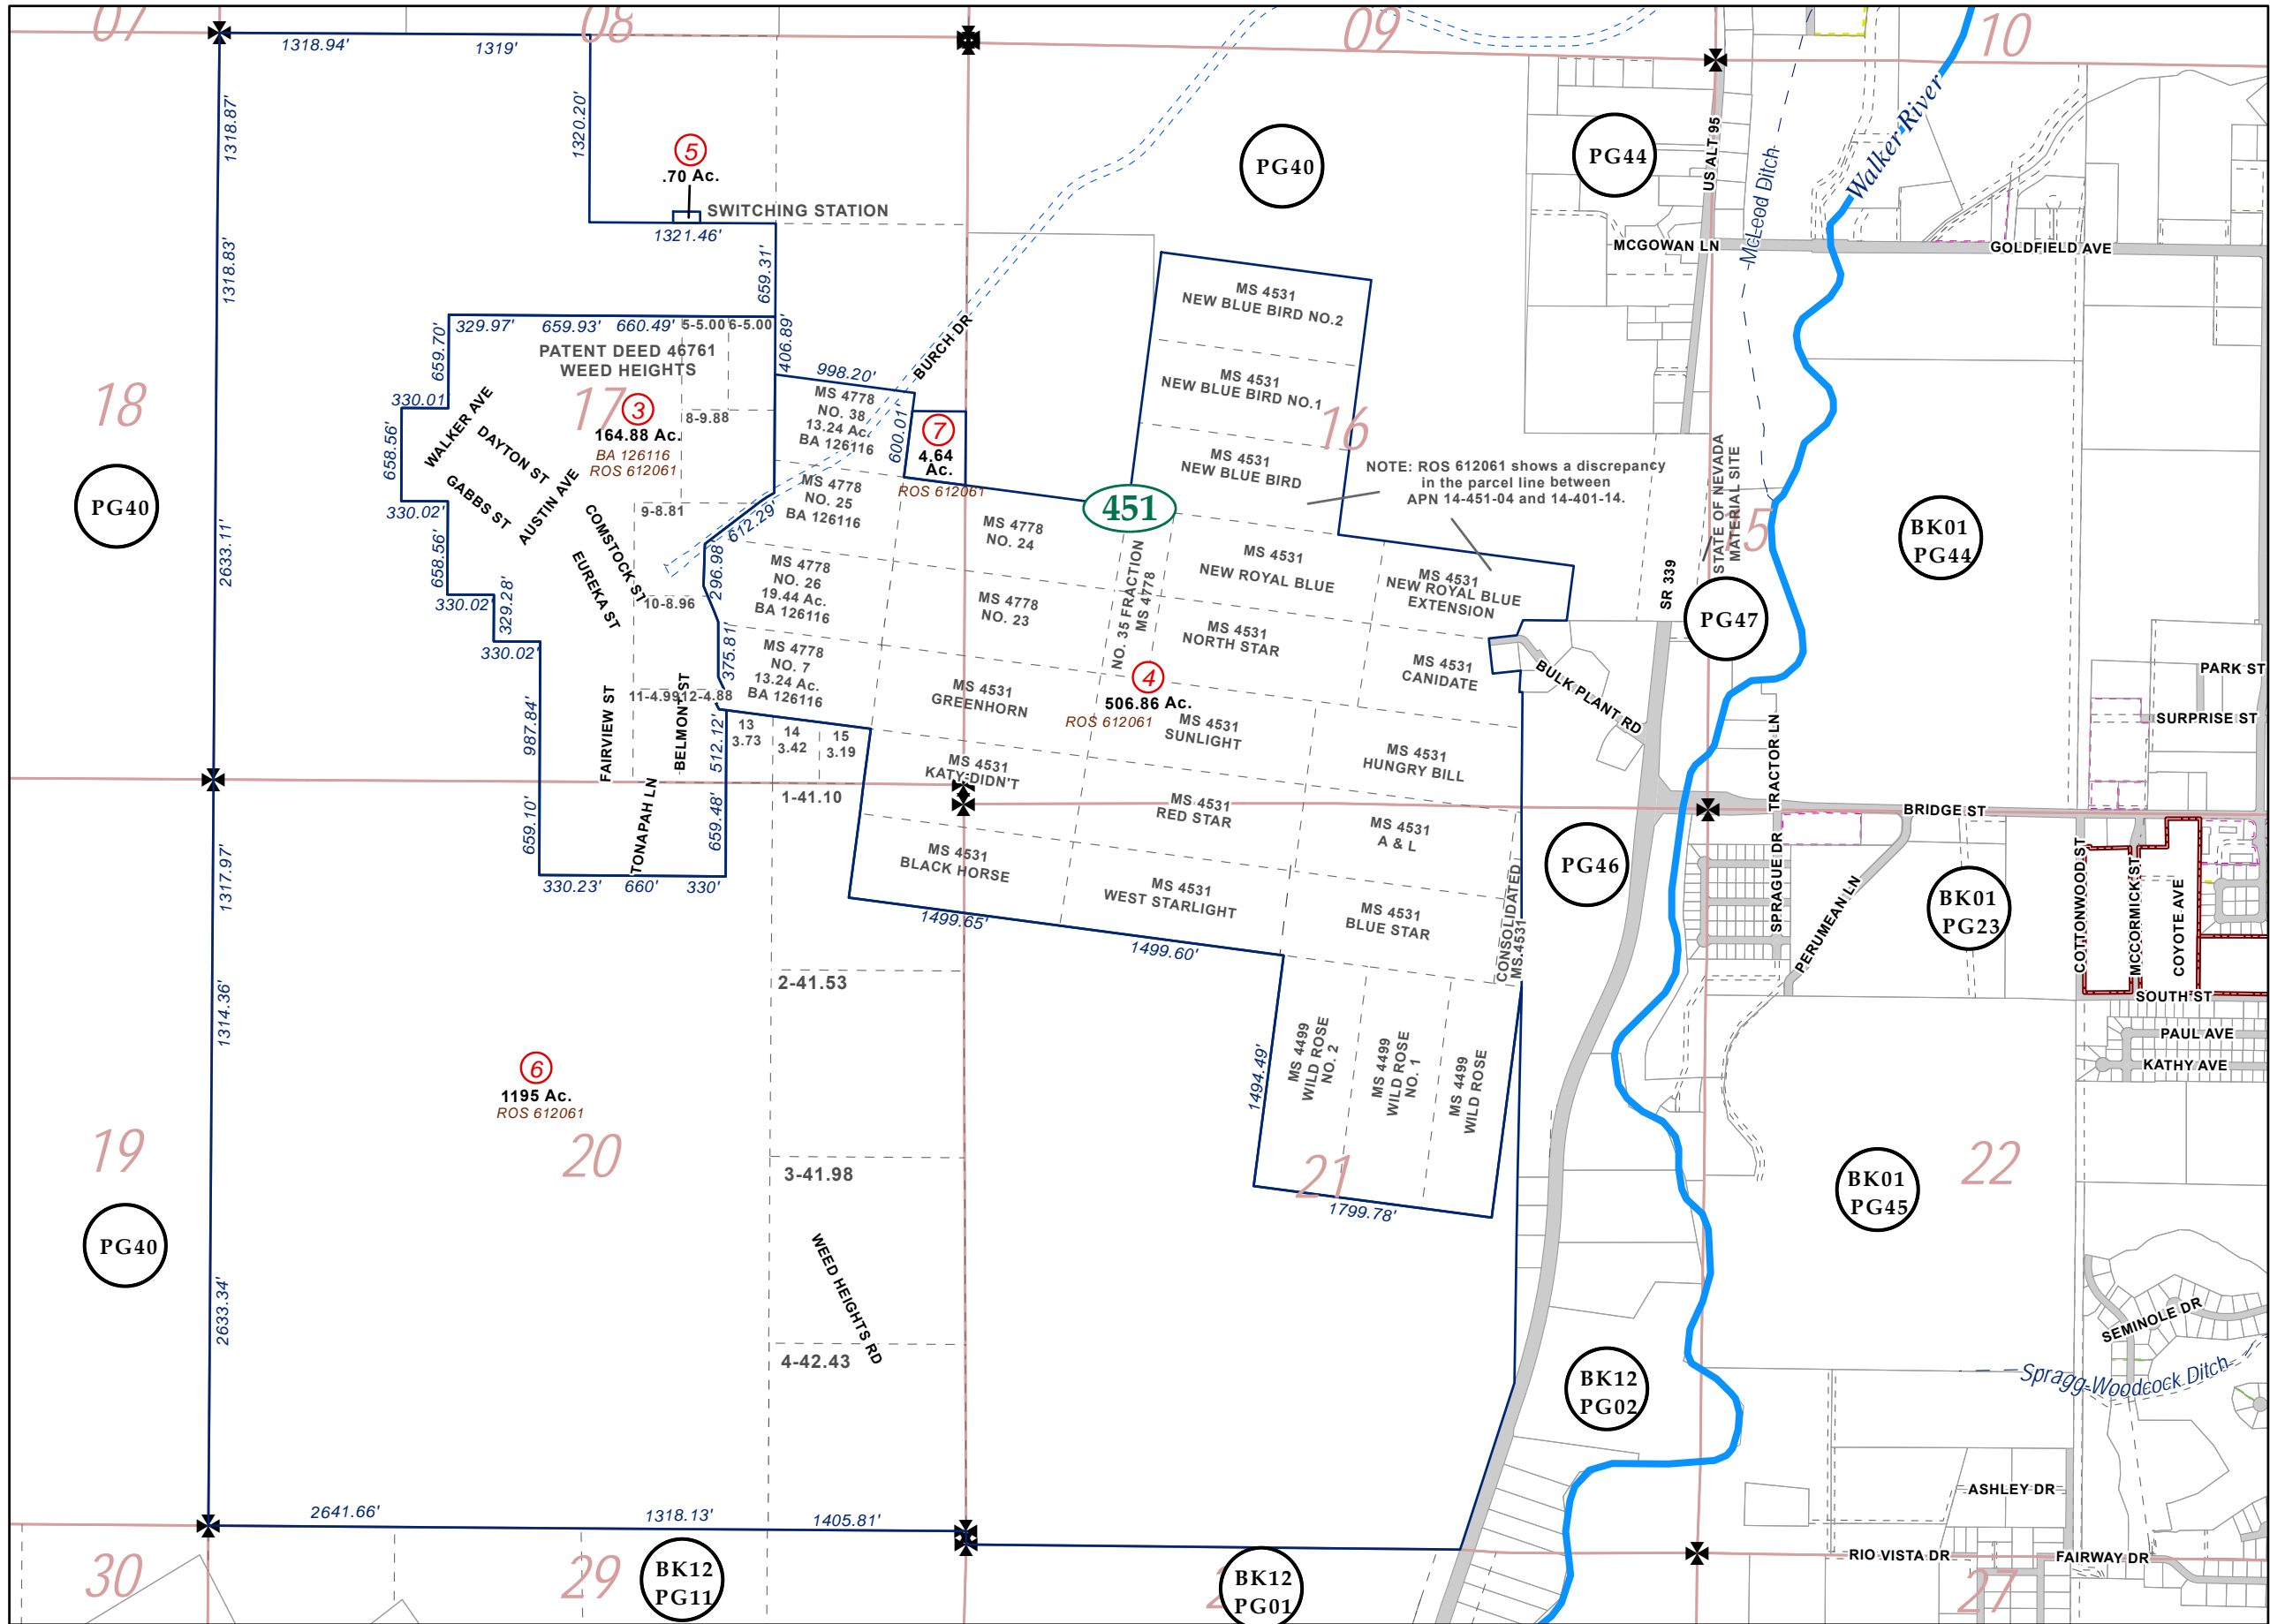 07
08
09
10
1318.94'
1319'
1318.87'
1320.20'
5
.70 Ac.
SWITCHING STATION
1321.46'
1318.83'
659.31'
PG40
PG44
US ALT 95
McLeod Ditch
Walker River
MCGOWAN LN
GOLDFIELD AVE
329.97'
659.93'
660.49'
5-5.00
6-5.00
659.70'
PATENT DEED 46761
WEED HEIGHTS
406.89'
998.20'
BURCH DR
MS 4531
NEW BLUE BIRD NO.2
MS 4531
NEW BLUE BIRD NO.1
MS 4531
NEW BLUE BIRD
18
17
16
15
330.01'
WALKER AVE
DAYTON ST
GABBS ST
AUSTIN AVE
COMSTOCK ST
EUREKA ST
3
164.88 Ac.
BA 126116
ROS 612061
8-9.88
MS 4778
NO. 38
13.24 Ac.
BA 126116
600.01'
7
4.64
Ac.
ROS 612061
658.56'
PG40
330.02'
9-8.81
612.29'
MS 4778
NO. 25
BA 126116
MS 4778
NO. 24
451
NOTE: ROS 612061 shows a discrepancy
in the parcel line between
APN 14-451-04 and 14-401-14.
STATE OF NEVADA
MATERIAL SITE
BK01
PG44
2633.11'
658.56'
330.02'
329.28'
330.02'
10-8.96
296.98'
375.81'
MS 4778
NO. 26
19.44 Ac.
BA 126116
MS 4778
NO. 23
NO. 35 FRACTION
MS 4778
MS 4531
NEW ROYAL BLUE
MS 4531
NEW ROYAL BLUE
EXTENSION
SR 339
PG47
MS 4778
NO. 7
13.24 Ac.
BA 126116
MS 4531
GREENHORN
MS 4531
NORTH STAR
MS 4531
CANIDATE
BULK PLANT RD
4
506.86 Ac.
ROS 612061
PARK ST
SURPRISE ST
987.84'
FAIRVIEW ST
11-4.99
12-4.88
BELMONT ST
512.12'
13
3.73
14
3.42
15
3.19
MS 4531
KATY-DIDN'T
MS 4531
SUNLIGHT
MS 4531
HUNGRY BILL
TRACTOR LN
BRIDGE ST
1-41.10
659.10'
TONAPAH LN
659.48'
MS 4531
RED STAR
MS 4531
A & L
PG46
SPRAGUE DR
PERUMEAN LN
BK01
PG23
COTTONWOOD ST
MCCORMICK ST
COYOTE AVE
1317.97'
330.23'
660'
330'
MS 4531
BLACK HORSE
1499.65'
MS 4531
WEST STARLIGHT
MS 4531
BLUE STAR
CONSOLIDATED
MS 4531
1499.60'
2-41.53
1314.36'
SOUTH ST
PAUL AVE
KATHY AVE
6
1195 Ac.
ROS 612061
1494.49'
MS 4499
WILD ROSE
NO. 2
MS 4499
WILD ROSE
NO. 1
MS 4499
WILD ROSE
19
20
21
22
3-41.98
1799.78'
BK01
PG45
PG40
WEED HEIGHTS RD
2633.34'
4-42.43
SEMINOLE DR
Spragg-Woodcock Ditch
BK12
PG02
ASHLEY DR
2641.66'
1318.13'
1405.81'
30
29
BK12
PG11
BK12
PG01
RIO VISTA DR
FAIRWAY DR
27